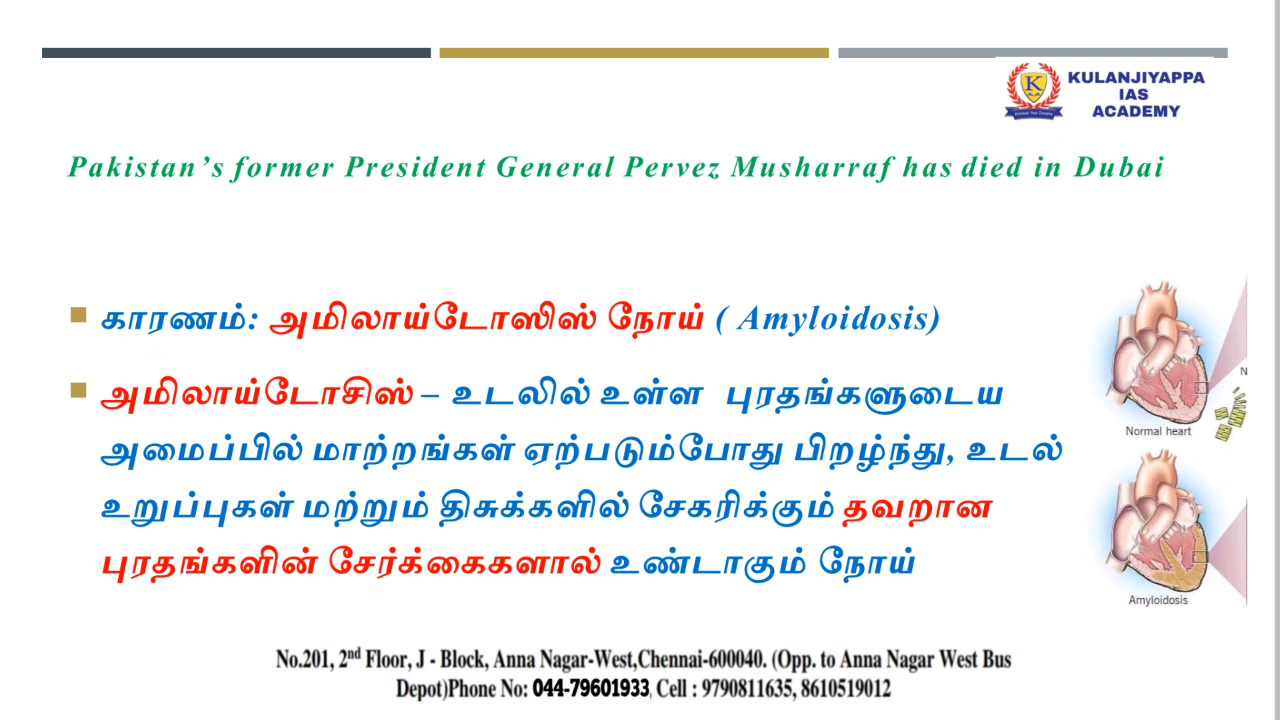 KULANJIYAPPA
IAS
ACADEMY
Achieve Your Dreams
Pakistan’s former President General Pervez Musharraf has died in Dubai
காரணம்: அமிலாய்டோஸிஸ் நோய் ( Amyloidosis)
அமிலாய்டோசிஸ் – உடலில் உள்ள புரதங்களுடைய
அமைப்பில் மாற்றங்கள் ஏற்படும்போது பிறழ்ந்து, உடல்
உறுப்புகள் மற்றும் திசுக்களில் சேகரிக்கும் தவறான
புரதங்களின் சேர்க்கைகளால் உண்டாகும் நோய்
N
Normal heart
Amyloidosis
No.201, 2nd Floor, J - Block, Anna Nagar-West,Chennai-600040. (Opp. to Anna Nagar West Bus
Depot)Phone No: 044-79601933, Cell : 9790811635, 8610519012